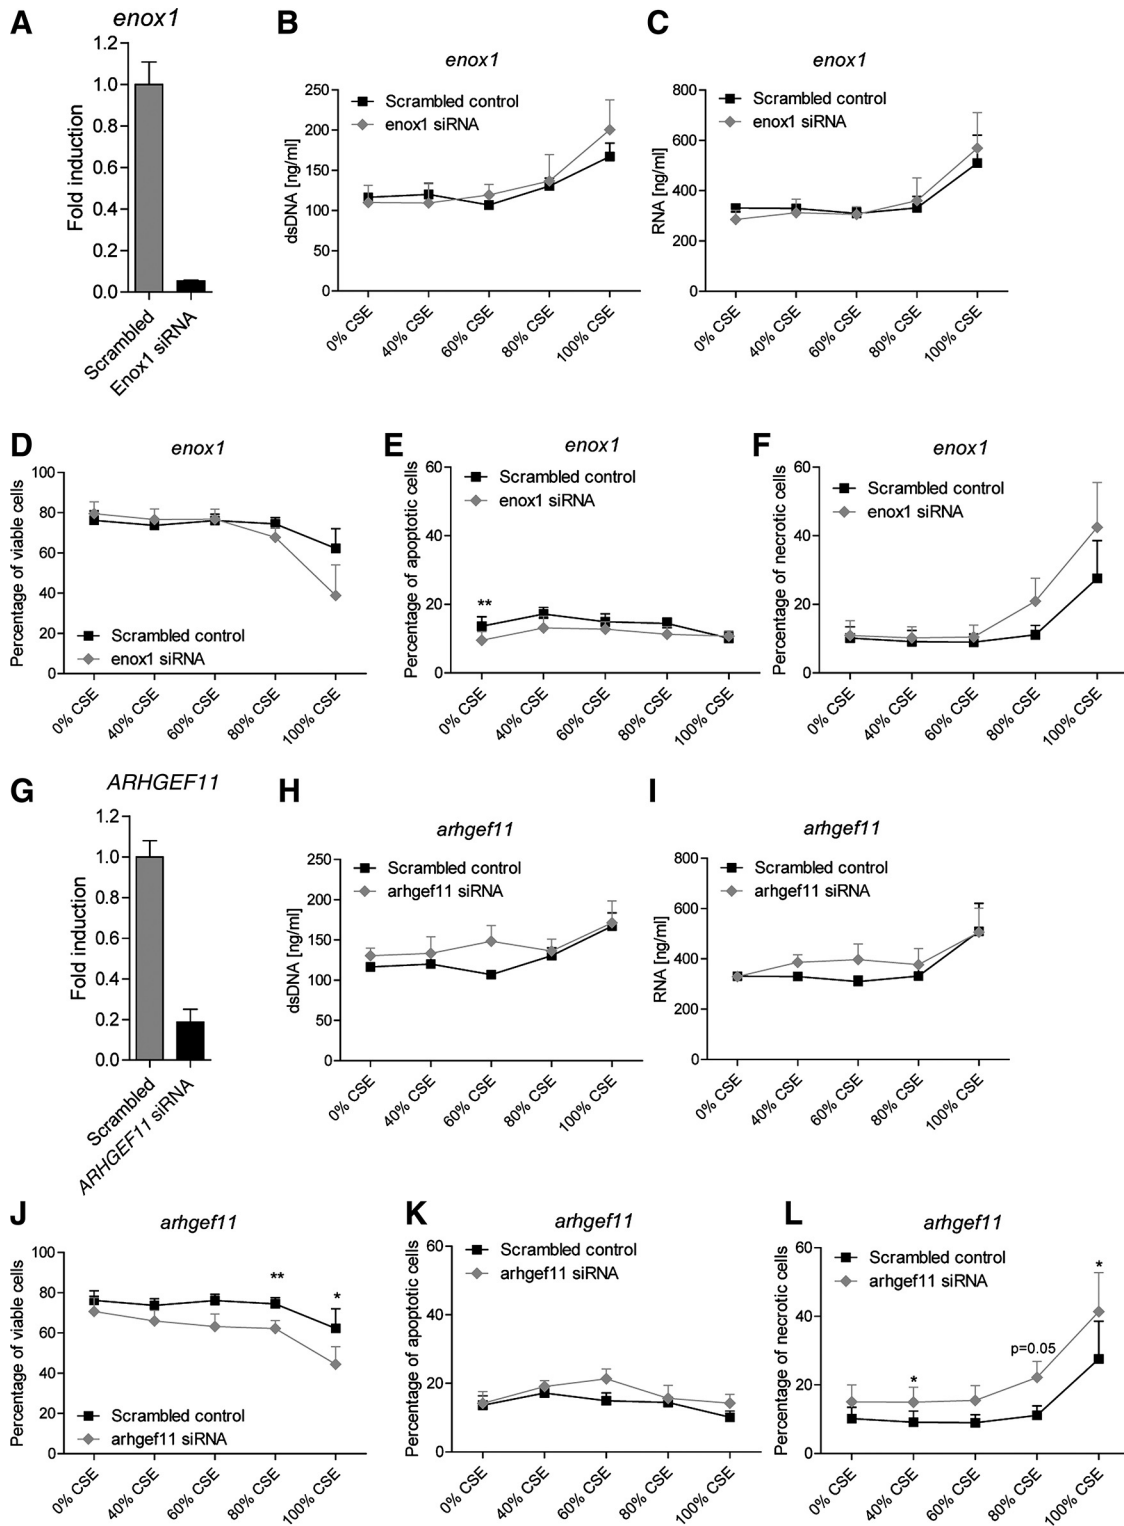 A
enox1
Fold induction
1.2
1.0
0.8
0.6
0.4
0.2
0.0
Scrambled
Enox1 siRNA
B
enox1
Scrambled control
enox1 siRNA
dsDNA [ng/ml]
250
200
150
100
50
0
0% CSE
40% CSE
60% CSE
80% CSE
100% CSE
C
enox1
Scrambled control
enox1 siRNA
RNA [ng/ml]
800
600
400
200
0
0% CSE
40% CSE
60% CSE
80% CSE
100% CSE
D
enox1
Percentage of viable cells
100
80
60
40
20
0
Scrambled control
enox1 siRNA
0% CSE
40% CSE
60% CSE
80% CSE
100% CSE
E
enox1
Scrambled control
enox1 siRNA
Percentage of apoptotic cells
60
40
20
0
**
0% CSE
40% CSE
60% CSE
80% CSE
100% CSE
F
enox1
Scrambled control
enox1 siRNA
Percentage of necrotic cells
60
40
20
0
0% CSE
40% CSE
60% CSE
80% CSE
100% CSE
G
ARHGEF11
Fold induction
1.2
1.0
0.8
0.6
0.4
0.2
0.0
Scrambled
ARHGEF11 siRNA
H
arhgef11
Scrambled control
arhgef11 siRNA
dsDNA [ng/ml]
250
200
150
100
50
0
0% CSE
40% CSE
60% CSE
80% CSE
100% CSE
I
arhgef11
Scrambled control
arhgef11 siRNA
RNA [ng/ml]
800
600
400
200
0
0% CSE
40% CSE
60% CSE
80% CSE
100% CSE
J
arhgef11
Percentage of viable cells
100
80
60
40
20
0
**
*
Scrambled control
arhgef11 siRNA
0% CSE
40% CSE
60% CSE
80% CSE
100% CSE
K
arhgef11
Scrambled control
arhgef11 siRNA
Percentage of apoptotic cells
60
40
20
0
0% CSE
40% CSE
60% CSE
80% CSE
100% CSE
L
arhgef11
Scrambled control
arhgef11 siRNA
Percentage of necrotic cells
60
40
20
0
*
p=0.05
*
0% CSE
40% CSE
60% CSE
80% CSE
100% CSE